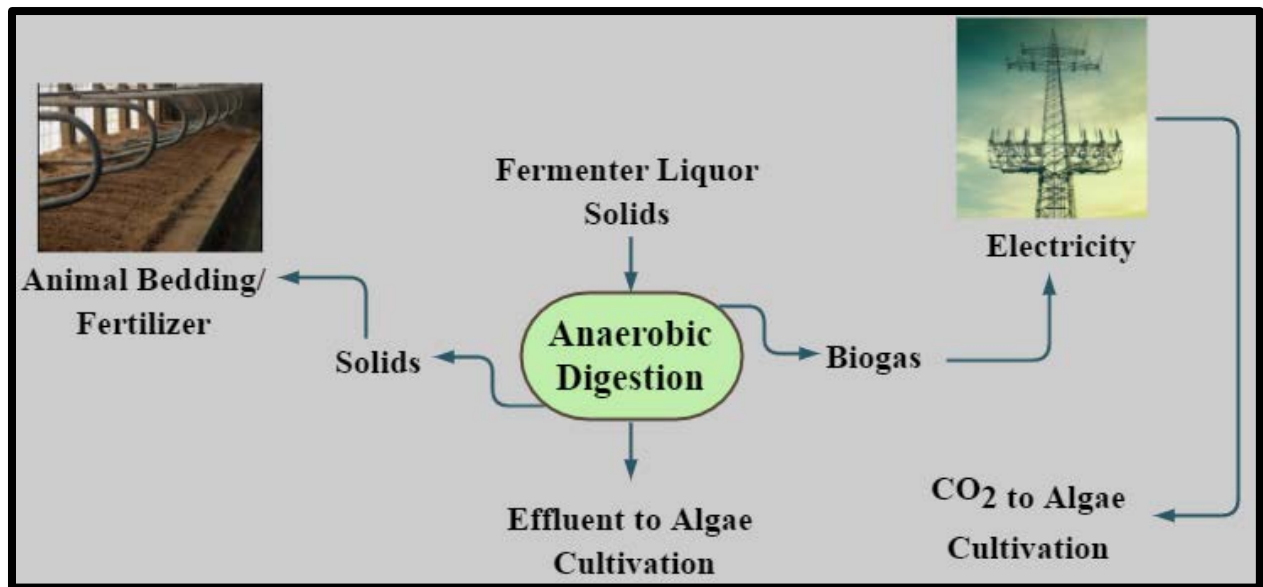 Fermenter Liquor
Solids
Electricity
Animal Bedding/
Fertilizer
Anaerobic
Digestion
Solids
Biogas
Effluent to Algae
Cultivation
CO2 to Algae
Cultivation